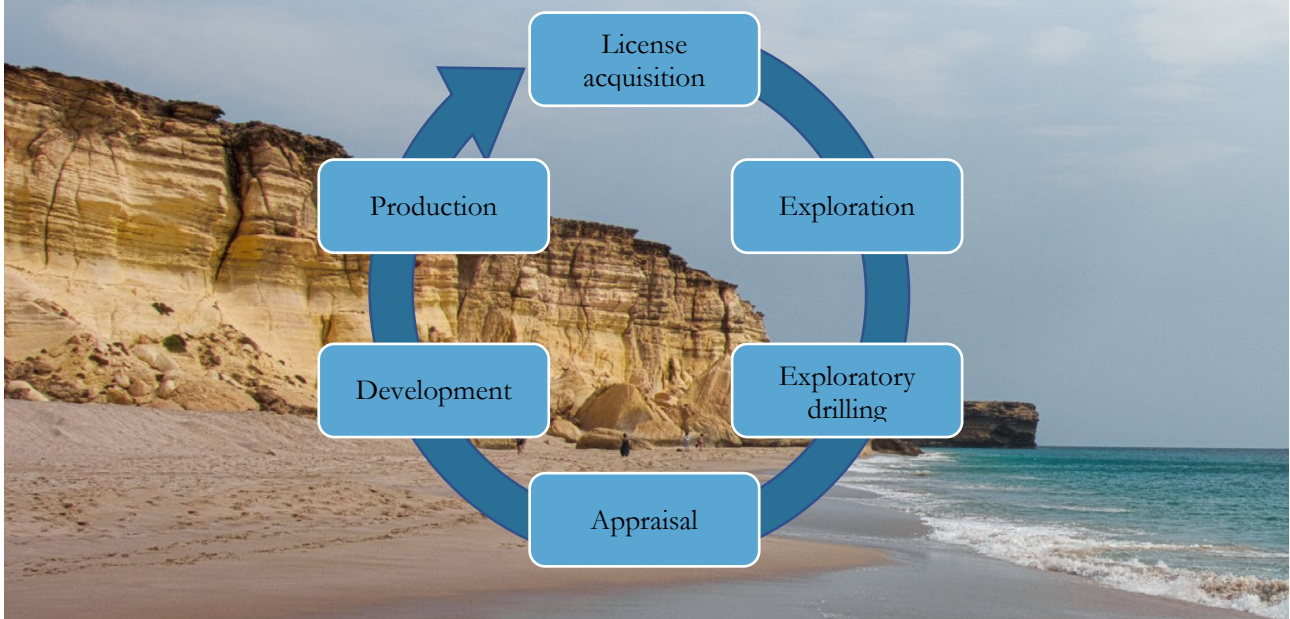 License
acquisition
Exploration
Exploratory
drilling
Appraisal
Development
Production